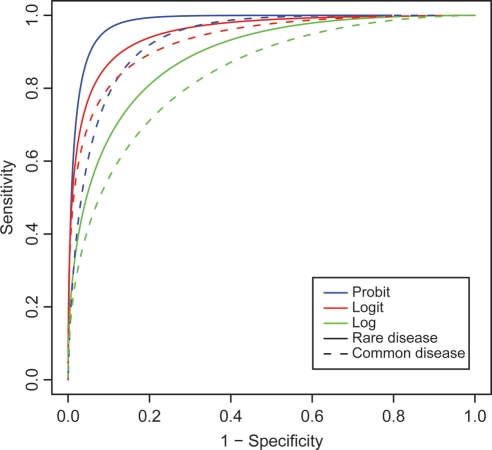 Sensitivity
1.0
0.8
0.6
0.4
0.2
0.0
Probit
Logit
Log
Rare disease
Common disease
0.0 0.2 0.4 0.6 0.8 1.0
1 − Specificity